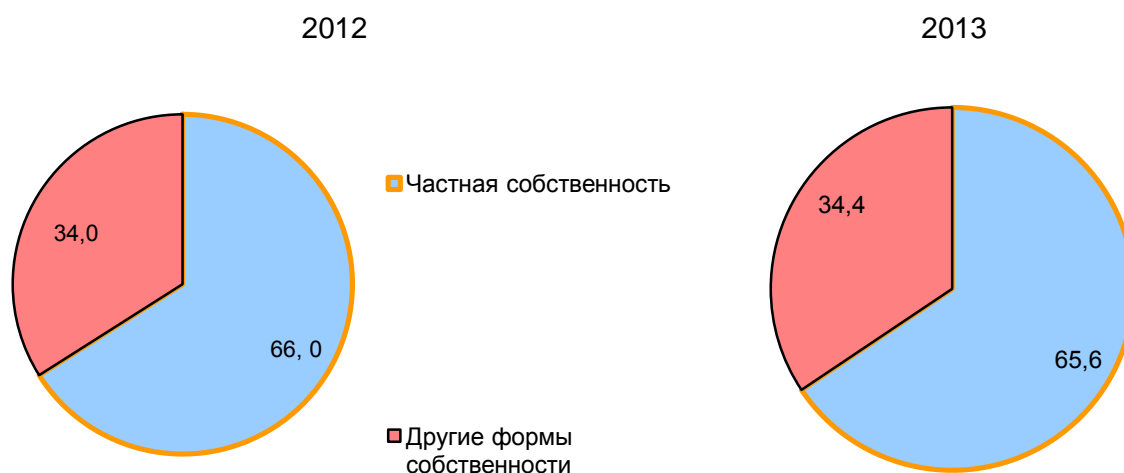 2012
2013
Частная собственность
34,0
34,4
66, 0
65,6
Другие формы
собственности